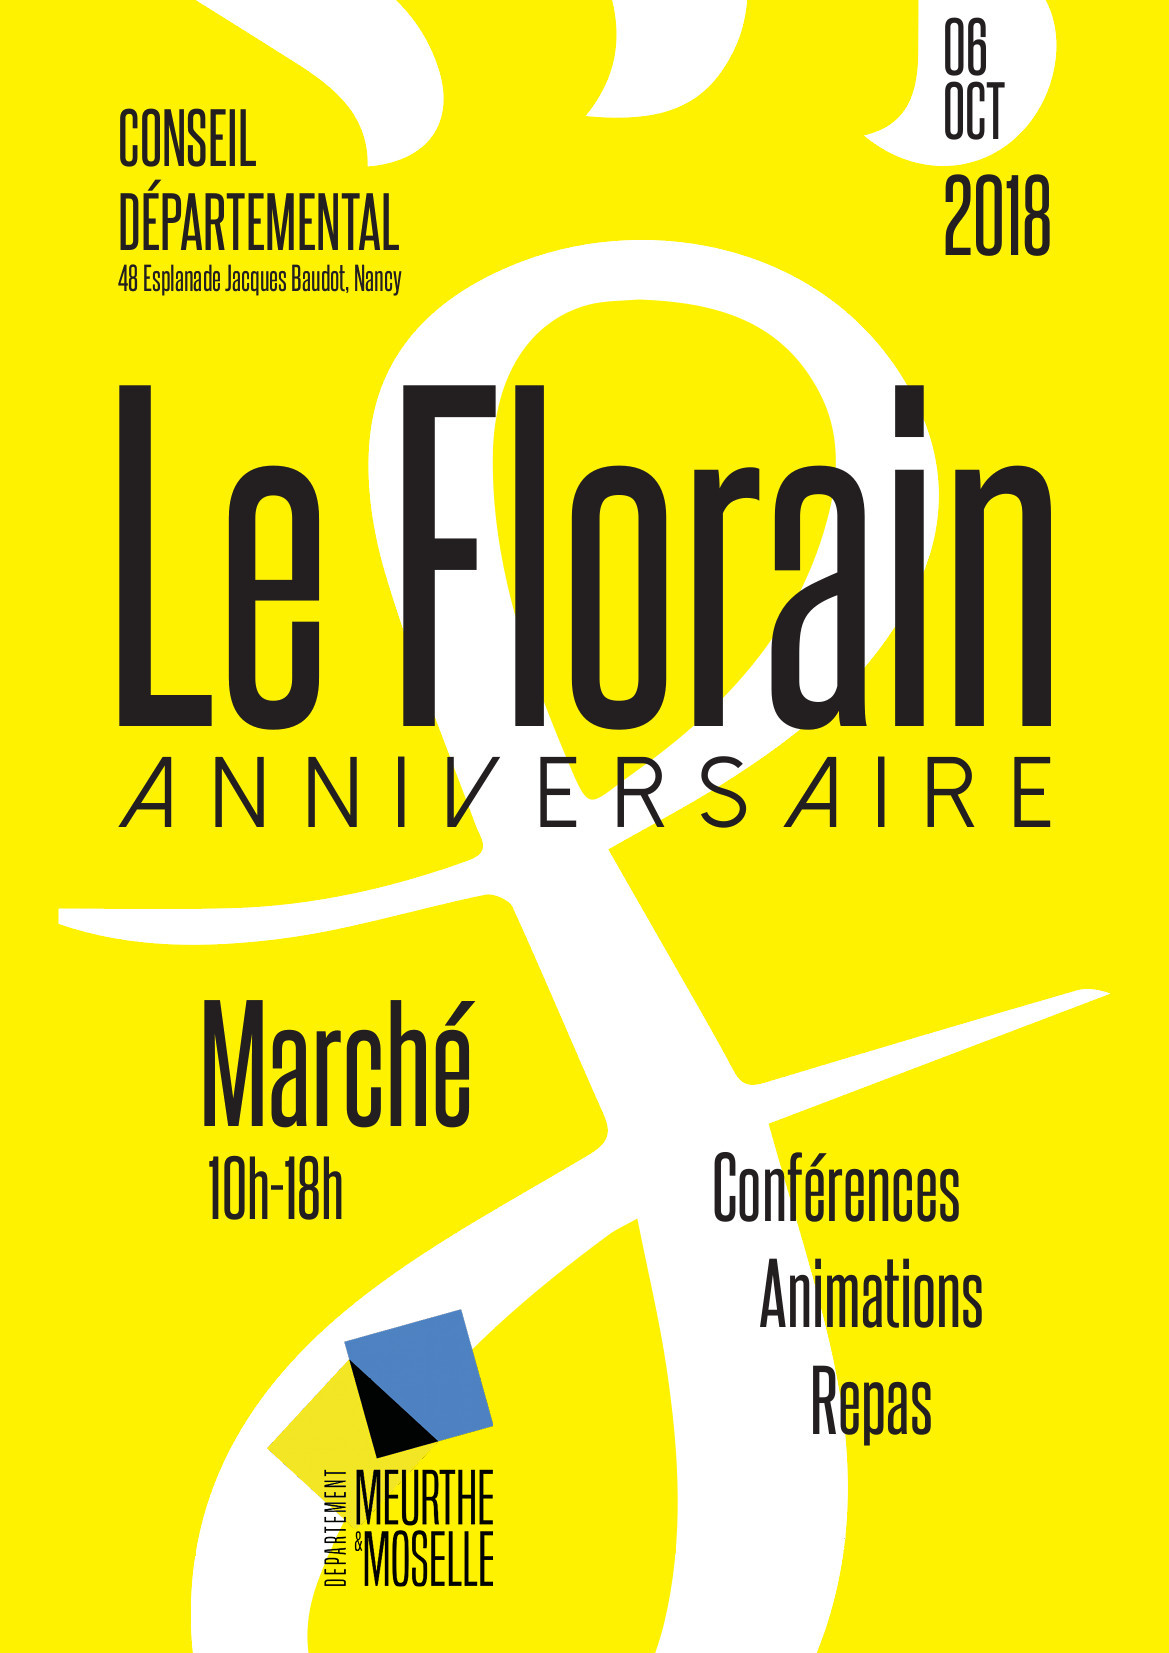 06
OCT
2018
CONSEIL
DÉPARTEMENTAL
48 Esplanade Jacques Baudot, Nancy
Le Florain
ANNIVERSAIRE
Marché
10h-18h
Conférences
Animations
Repas
DEPARTEMENT
MEURTHE
&MOSELLE